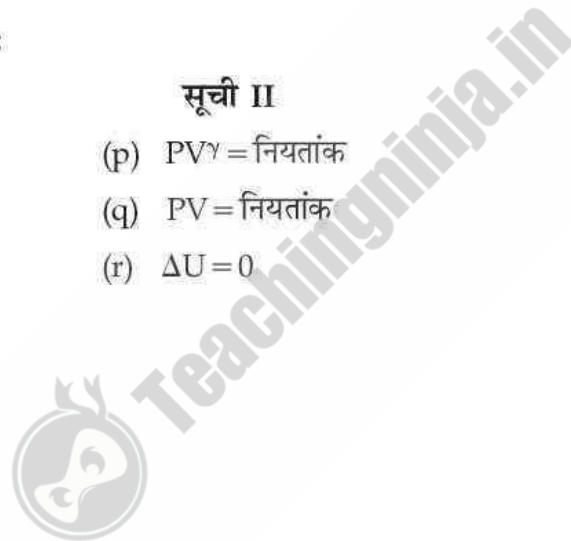 सूची II
(p) PVγ = नियतांक
(q) PV = नियतांक
(r) ΔU = 0
Teachingninja.in